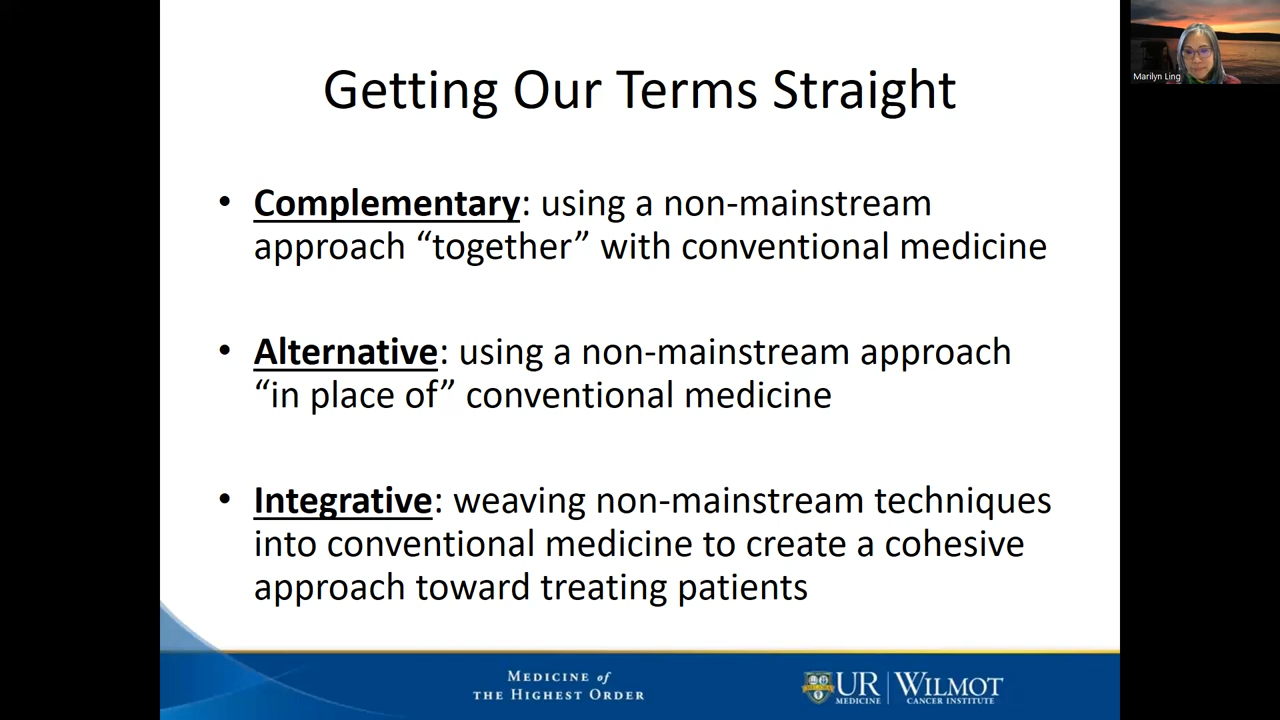 Getting Our Terms Straight
• Complementary: using a non-mainstream
approach “together” with conventional medicine
• Alternative: using a non-mainstream approach
“in place of” conventional medicine
• Integrative: weaving non-mainstream techniques
into conventional medicine to create a cohesive
approach toward treating patients
MEDICINE of
THE HIGHEST ORDER
UR
MEDICINE
WILMOT
CANCER INSTITUTE
Marilyn Ling